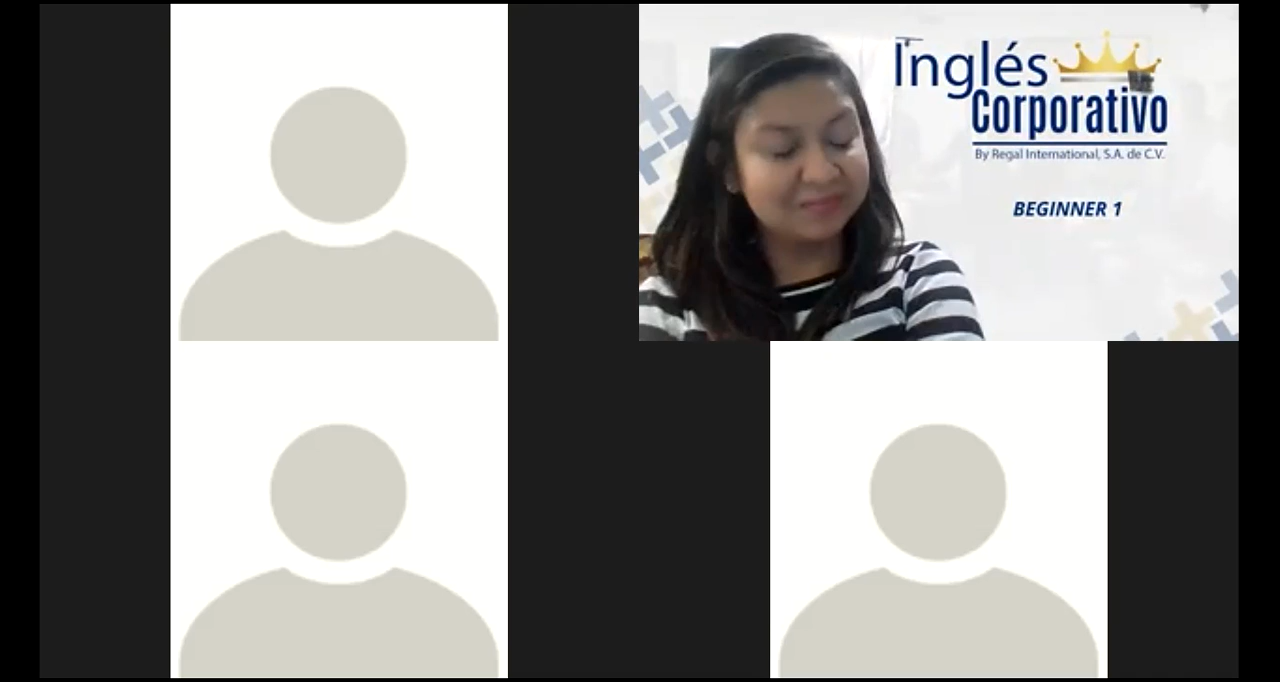 Inglés
Corporativo
By Regal International, S.A. de C.V.
BEGINNER 1